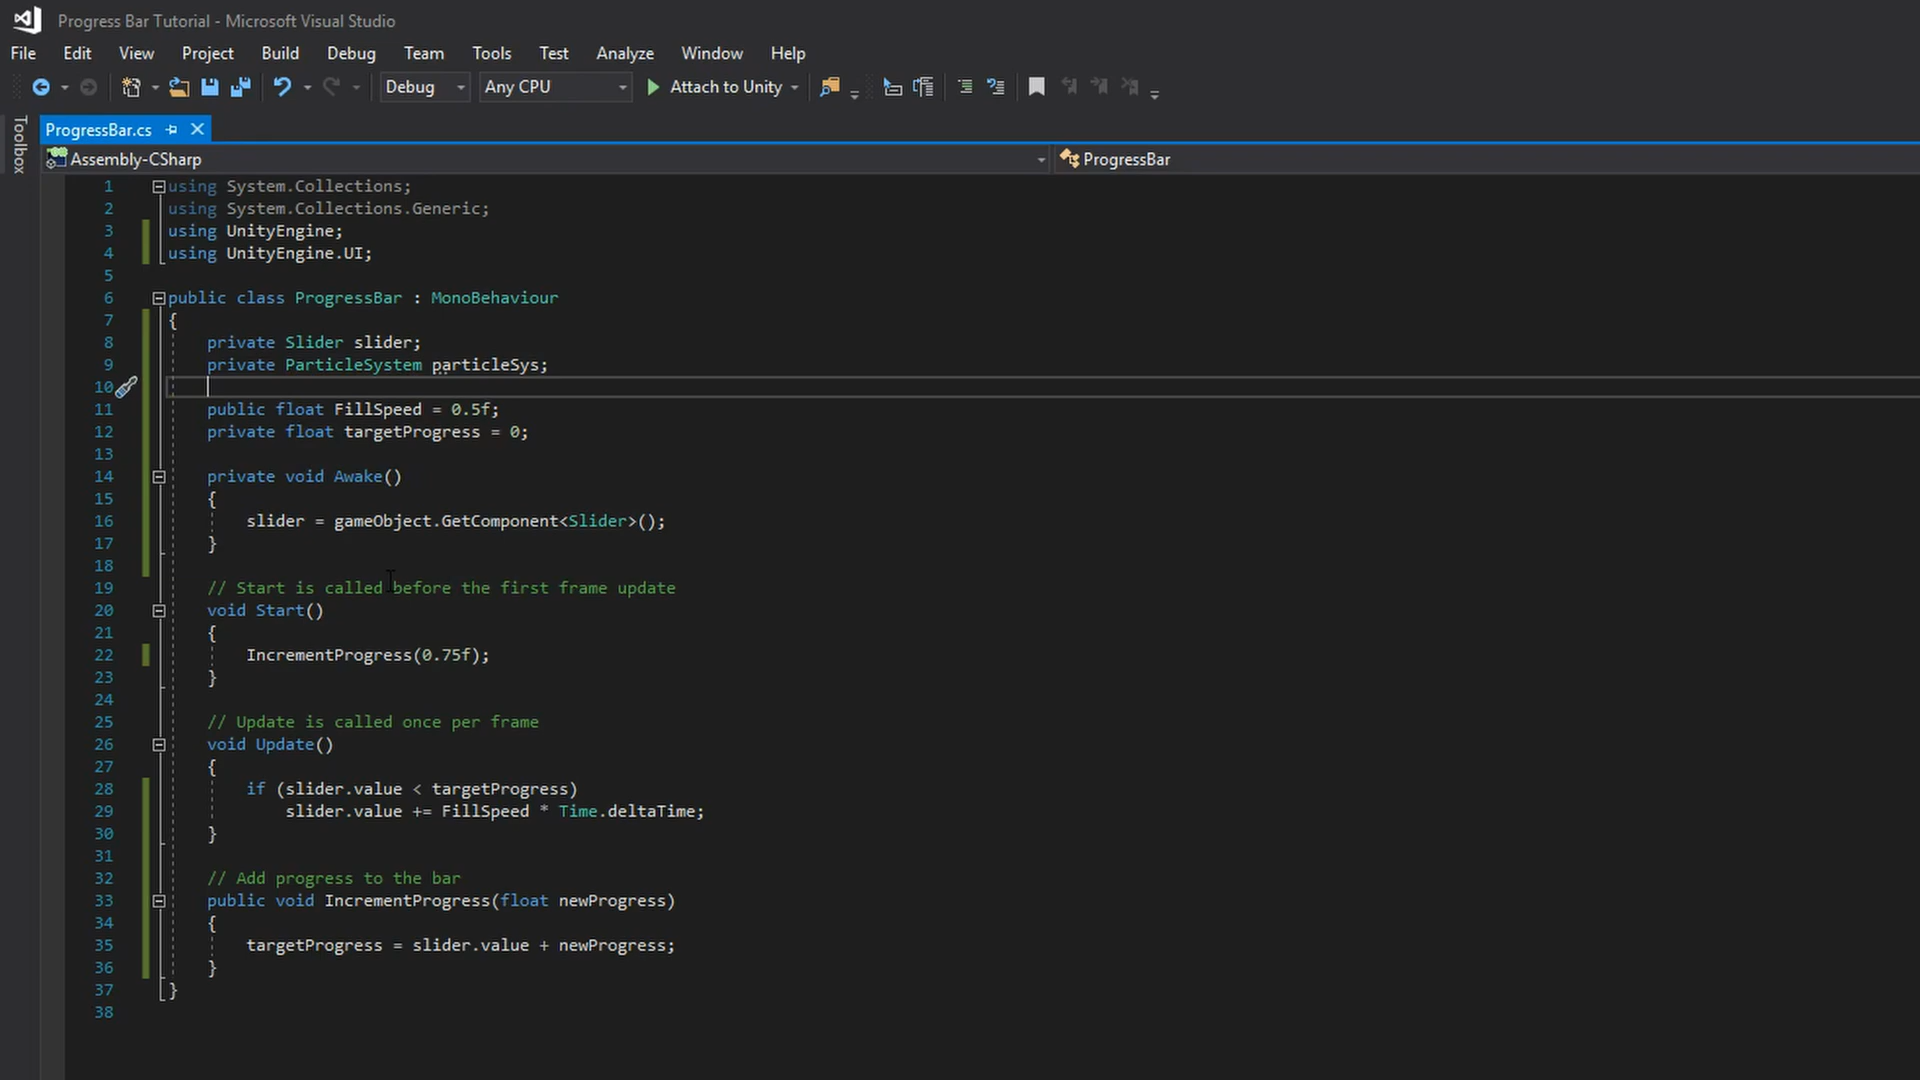 Progress Bar Tutorial - Microsoft Visual Studio
File Edit View Project Build Debug Team Tools Test Analyze Window Help
Debug Any CPU Attach to Unity
Toolbox
ProgressBar.cs
Assembly-CSharp ProgressBar
1 using System.Collections;
2 using System.Collections.Generic;
3 using UnityEngine;
4 using UnityEngine.UI;
5
6 public class ProgressBar : MonoBehaviour
7 {
8 private Slider slider;
9 private ParticleSystem particleSys;
10
11 public float FillSpeed = 0.5f;
12 private float targetProgress = 0;
13
14 private void Awake()
15 {
16 slider = gameObject.GetComponent<Slider>();
17 }
18
19 // Start is called before the first frame update
20 void Start()
21 {
22 IncrementProgress(0.75f);
23 }
24
25 // Update is called once per frame
26 void Update()
27 {
28 if (slider.value < targetProgress)
29 slider.value += FillSpeed * Time.deltaTime;
30 }
31
32 // Add progress to the bar
33 public void IncrementProgress(float newProgress)
34 {
35 targetProgress = slider.value + newProgress;
36 }
37 }
38